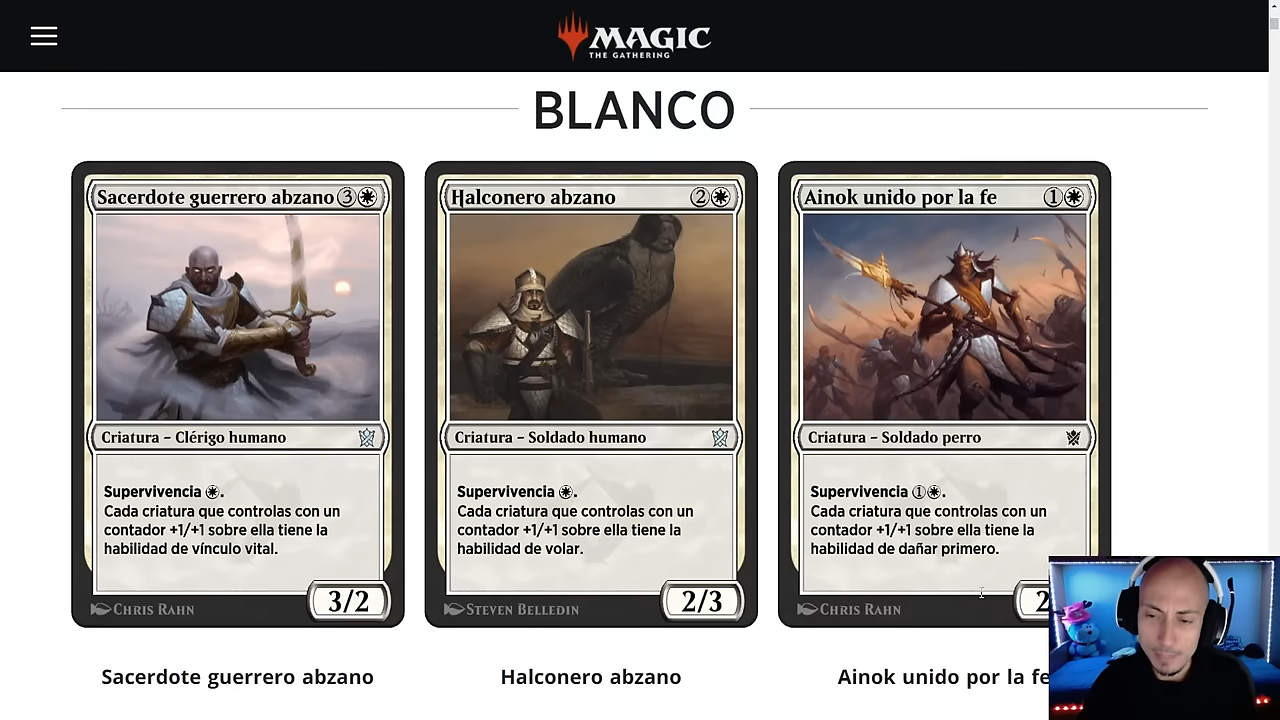 MAGIC
THE GATHERING
BLANCO
Sacerdote guerrero abzano 3
Criatura – Clérigo humano
Supervivencia .
Cada criatura que controlas con un
contador +1/+1 sobre ella tiene la
habilidad de vínculo vital.
CHRIS RAHN
3/2
Sacerdote guerrero abzano
Halconero abzano 2
Criatura – Soldado humano
Supervivencia .
Cada criatura que controlas con un
contador +1/+1 sobre ella tiene la
habilidad de volar.
STEVEN BELLEDIN
2/3
Halconero abzano
Ainok unido por la fe 1
Criatura – Soldado perro
Supervivencia 1.
Cada criatura que controlas con un
contador +1/+1 sobre ella tiene la
habilidad de dañar primero.
CHRIS RAHN
2
Ainok unido por la fe